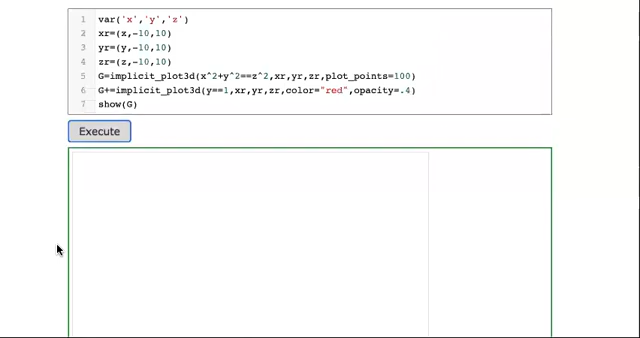 1 var('x','y','z')
2 xr=(x,-10,10)
3 yr=(y,-10,10)
4 zr=(z,-10,10)
5 G=implicit_plot3d(x^2+y^2==z^2,xr,yr,zr,plot_points=100)
6 G+=implicit_plot3d(y==1,xr,yr,zr,color="red",opacity=.4)
7 show(G)
Execute